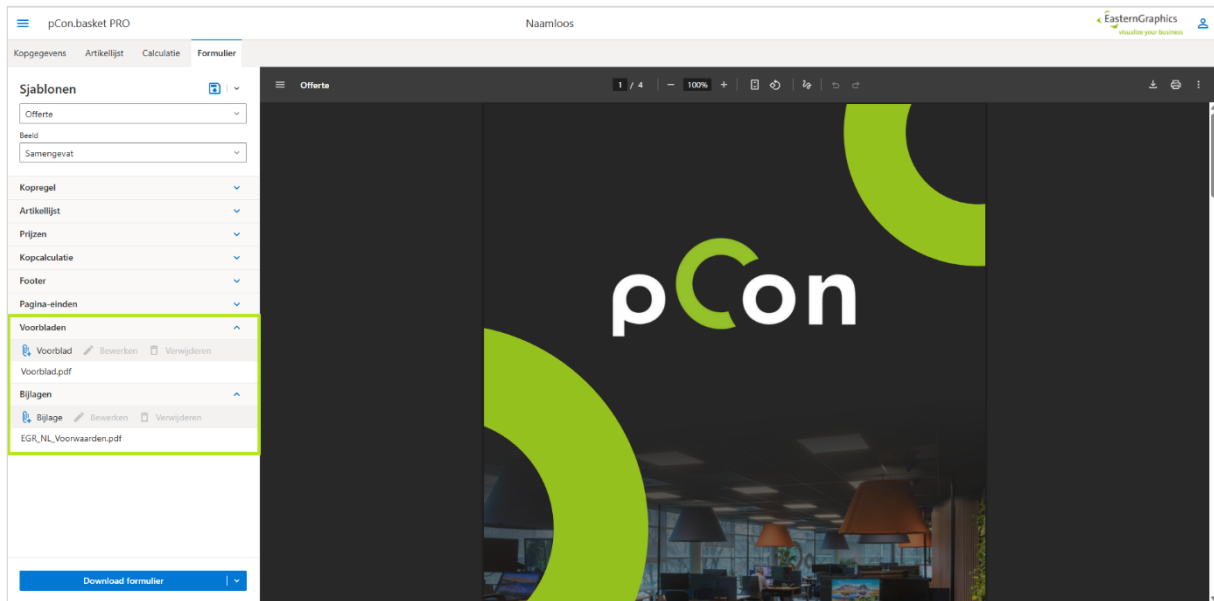 pCon.basket PRO
Naamloos
EasternGraphics
visualize your business
Kopgegevens Artikellijst Calculatie Formulier
Sjablonen
Offerte
Beeld
Samengevat
Kopregel
Artikellijst
Prijzen
Kopcalculatie
Footer
Pagina-einden
Voorbladen
Voorblad Bewerken Verwijderen
Voorblad.pdf
Bijlagen
Bijlage Bewerken Verwijderen
EGR_NL_Voorwaarden.pdf
Download formulier
Offerte 1 / 4 100%
pCon